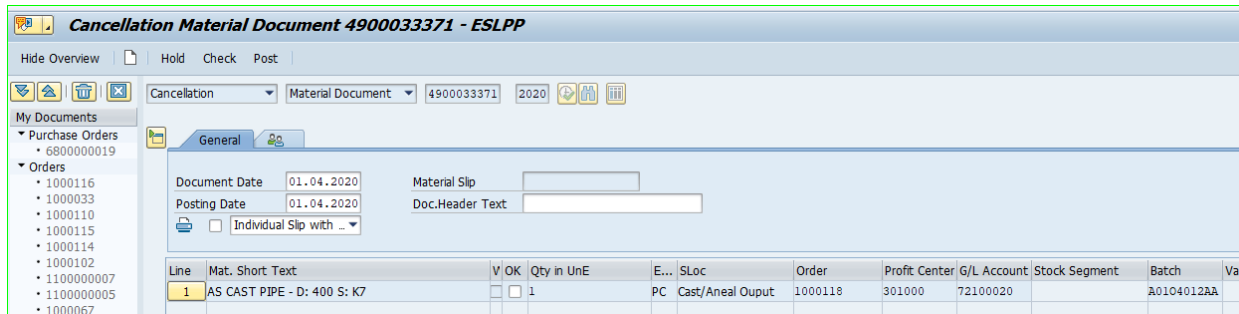 Cancellation Material Document 4900033371 - ESLPP
Hide Overview Hold Check Post
Cancellation Material Document 4900033371 2020
My Documents
Purchase Orders
6800000019
Orders
1000116
1000033
1000110
1000115
1000114
1000102
1100000007
1100000005
1000067
General
Document Date 01.04.2020 Material Slip
Posting Date 01.04.2020 Doc.Header Text
Individual Slip with ...
Line Mat. Short Text V OK Qty in UnE E... SLoc Order Profit Center G/L Account Stock Segment Batch Va
1 AS CAST PIPE - D: 400 S: K7 1 PC Cast/Aneal Ouput 1000118 301000 72100020 A0104012AA